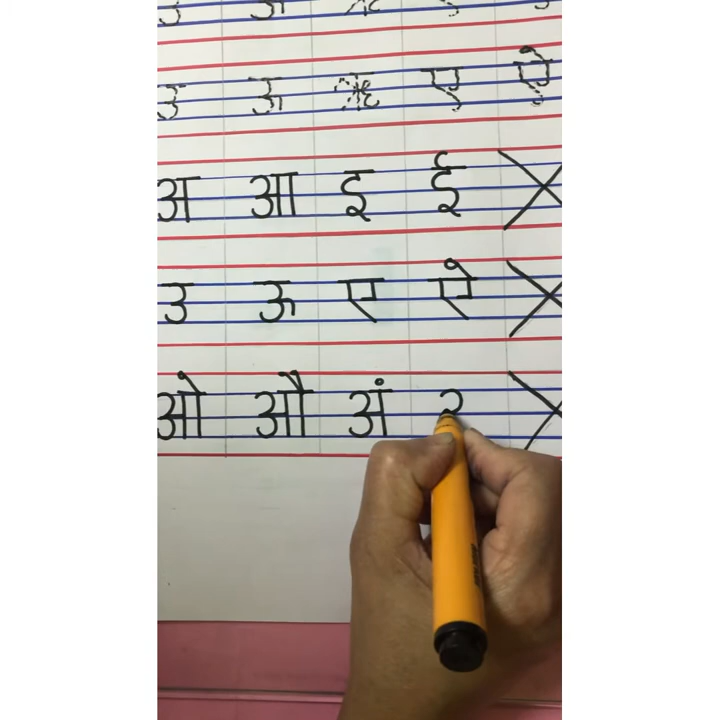 उ ऊ ऋ ए ऐ
अ आ इ ई
उ ऊ ए ऐ
ओ औ अं